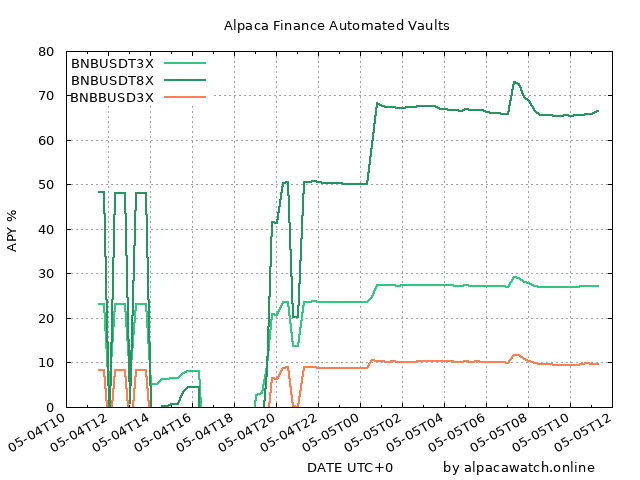 Alpaca Finance Automated Vaults
BNBUSDT3X
BNBUSDT8X
BNBBUSD3X
APY %
80
70
60
50
40
30
20
10
0
05-04T10
05-04T12
05-04T14
05-04T16
05-04T18
05-04T20
05-04T22
05-05T00
05-05T02
05-05T04
05-05T06
05-05T08
05-05T10
05-05T12
DATE UTC+0
by alpacawatch.online